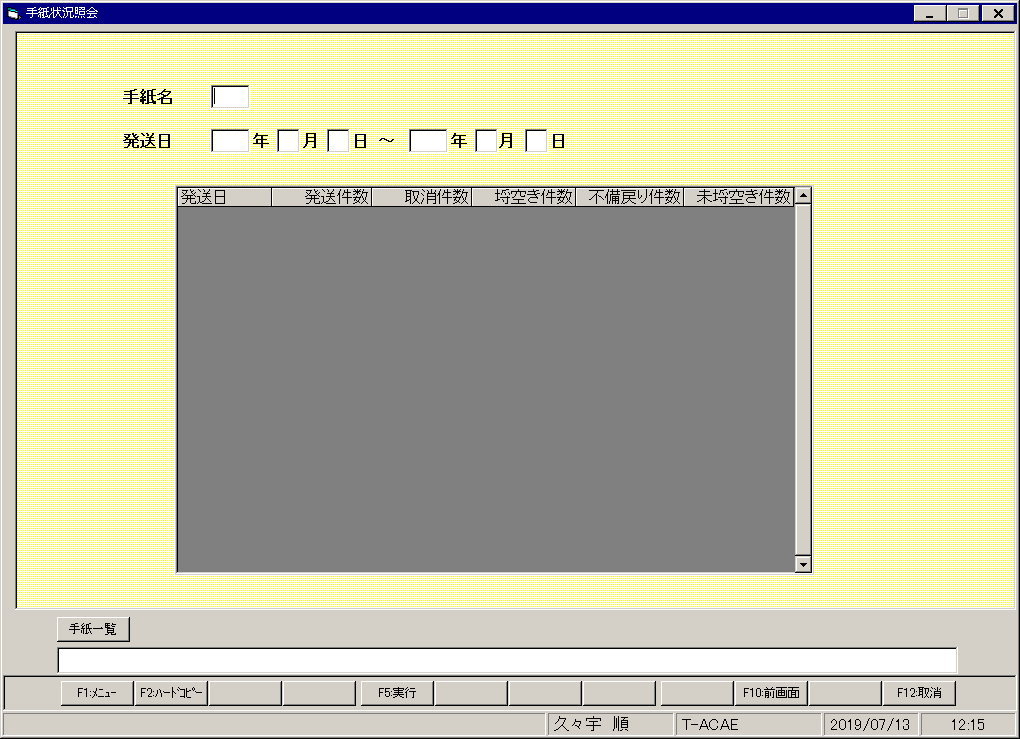 手紙状況照会
手紙名
発送日 年 月 日 ～ 年 月 日
発送日 発送件数 取消件数 埒空き件数 不備戻り件数 未埒空き件数
手紙一覧
F1:ﾒﾆｭｰ F2:ﾊｰﾄﾞｺﾋﾟｰ F5:実行 F10:前画面 F12:取消
久々宇 順 T-ACAE 2019/07/13 12:15